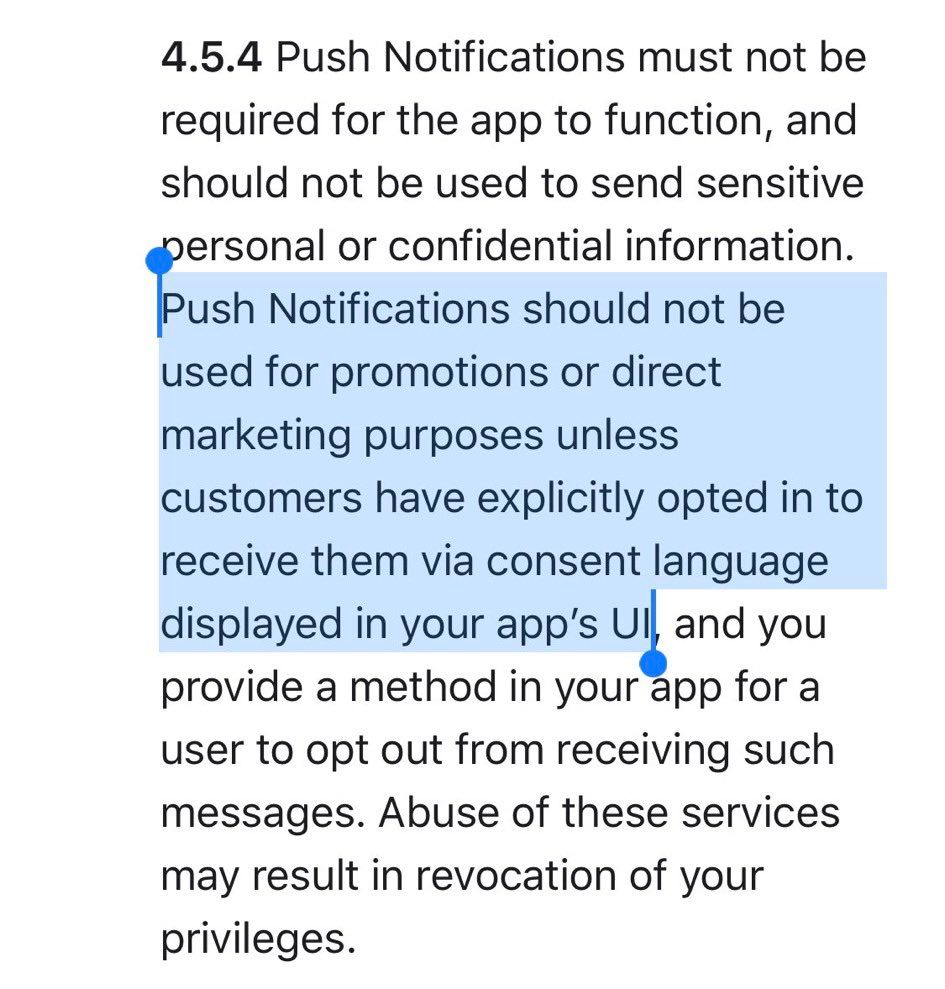 4.5.4 Push Notifications must not be
required for the app to function, and
should not be used to send sensitive
personal or confidential information.
Push Notifications should not be
used for promotions or direct
marketing purposes unless
customers have explicitly opted in to
receive them via consent language
displayed in your app’s UI, and you
provide a method in your app for a
user to opt out from receiving such
messages. Abuse of these services
may result in revocation of your
privileges.